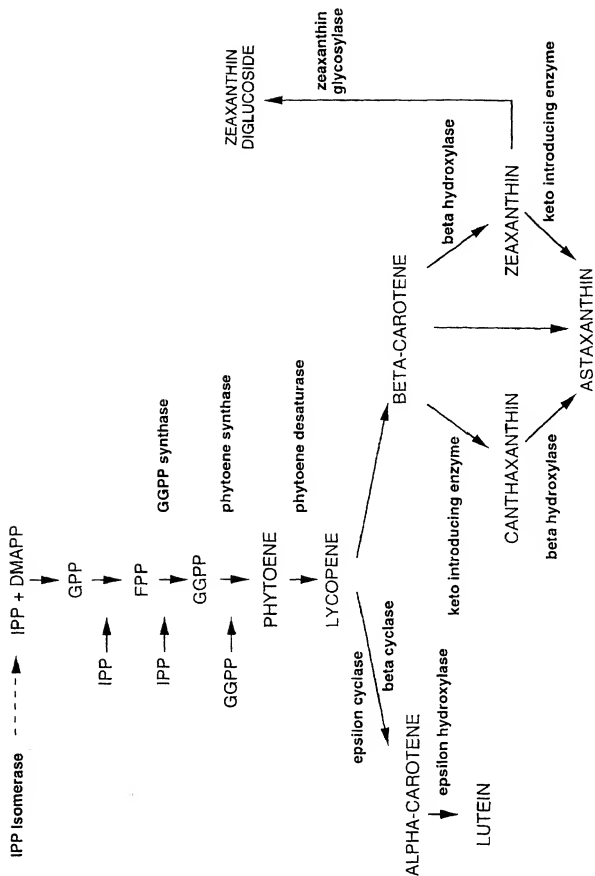 IPP Isomerase
IPP + DMAPP
GPP
IPP
FPP
IPP
GGPP synthase
GGPP
GGPP
phytoene synthase
PHYTOENE
phytoene desaturase
LYCOPENE
epsilon cyclase
beta cyclase
ALPHA-CAROTENE
epsilon hydroxylase
LUTEIN
BETA-CAROTENE
keto introducing enzyme
beta hydroxylase
CANTHAXANTHIN
ZEAXANTHIN
beta hydroxylase
keto introducing enzyme
ASTAXANTHIN
ZEAXANTHIN
DIGLUCOSIDE
zeaxanthin
glycosylase